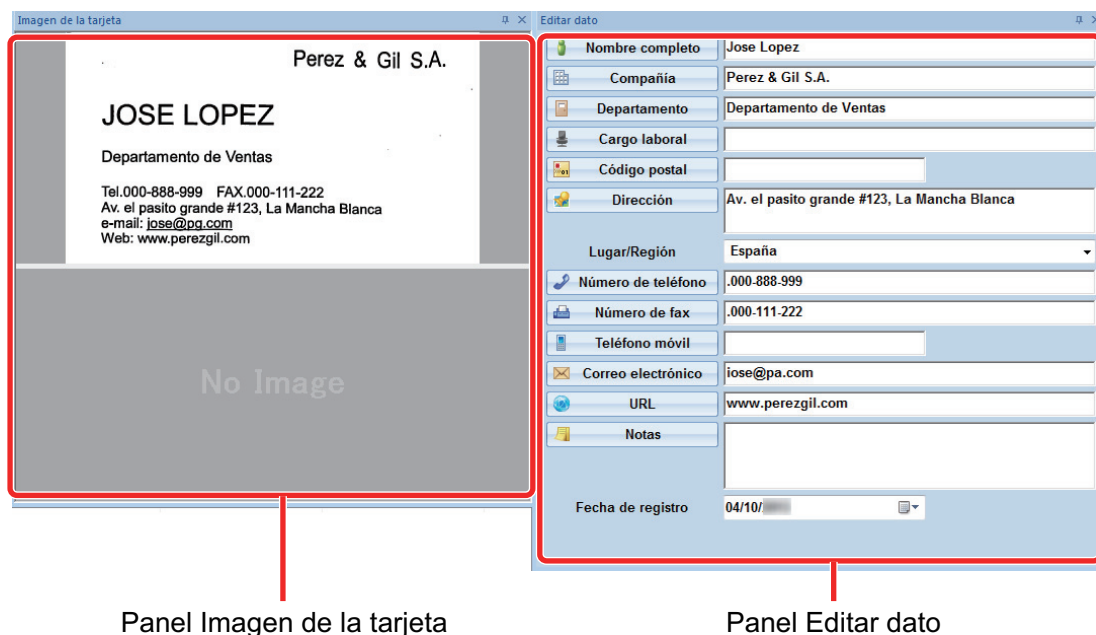 Imagen de la tarjeta
Perez & Gil S.A.
JOSE LOPEZ
Departamento de Ventas
Tel.000-888-999 FAX.000-111-222
Av. el pasito grande #123, La Mancha Blanca
e-mail: jose@pg.com
Web: www.perezgil.com
No Image
Editar dato
Nombre completo Jose Lopez
Compañía Perez & Gil S.A.
Departamento Departamento de Ventas
Cargo laboral
Código postal
Dirección Av. el pasito grande #123, La Mancha Blanca
Lugar/Región España
Número de teléfono .000-888-999
Número de fax .000-111-222
Teléfono móvil
Correo electrónico iose@pa.com
URL www.perezgil.com
Notas
Fecha de registro 04/10/
Panel Imagen de la tarjeta
Panel Editar dato